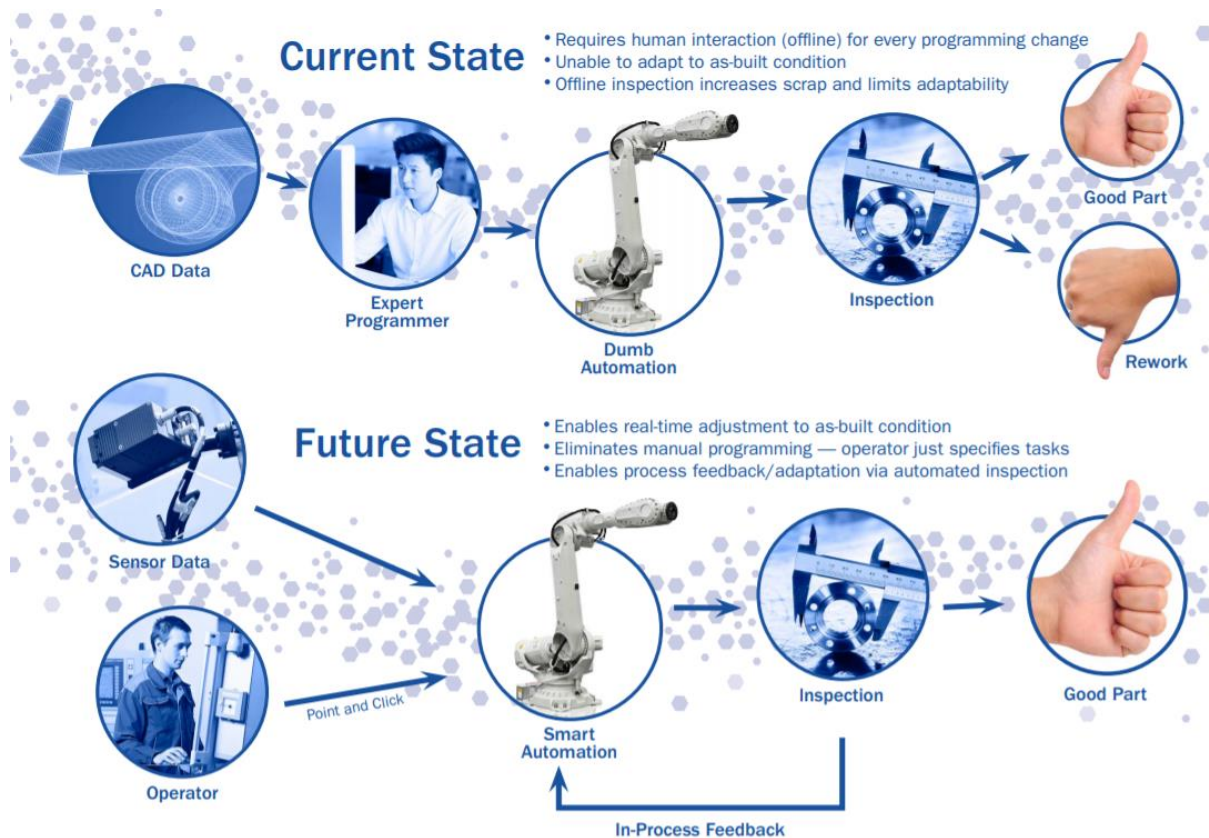 Current State
• Requires human interaction (offline) for every programming change
• Unable to adapt to as-built condition
• Offline inspection increases scrap and limits adaptability
CAD Data
Expert
Programmer
Dumb
Automation
Inspection
Good Part
Rework
Future State
• Enables real-time adjustment to as-built condition
• Eliminates manual programming — operator just specifies tasks
• Enables process feedback/adaptation via automated inspection
Sensor Data
Point and Click
Operator
Smart
Automation
Inspection
Good Part
In-Process Feedback